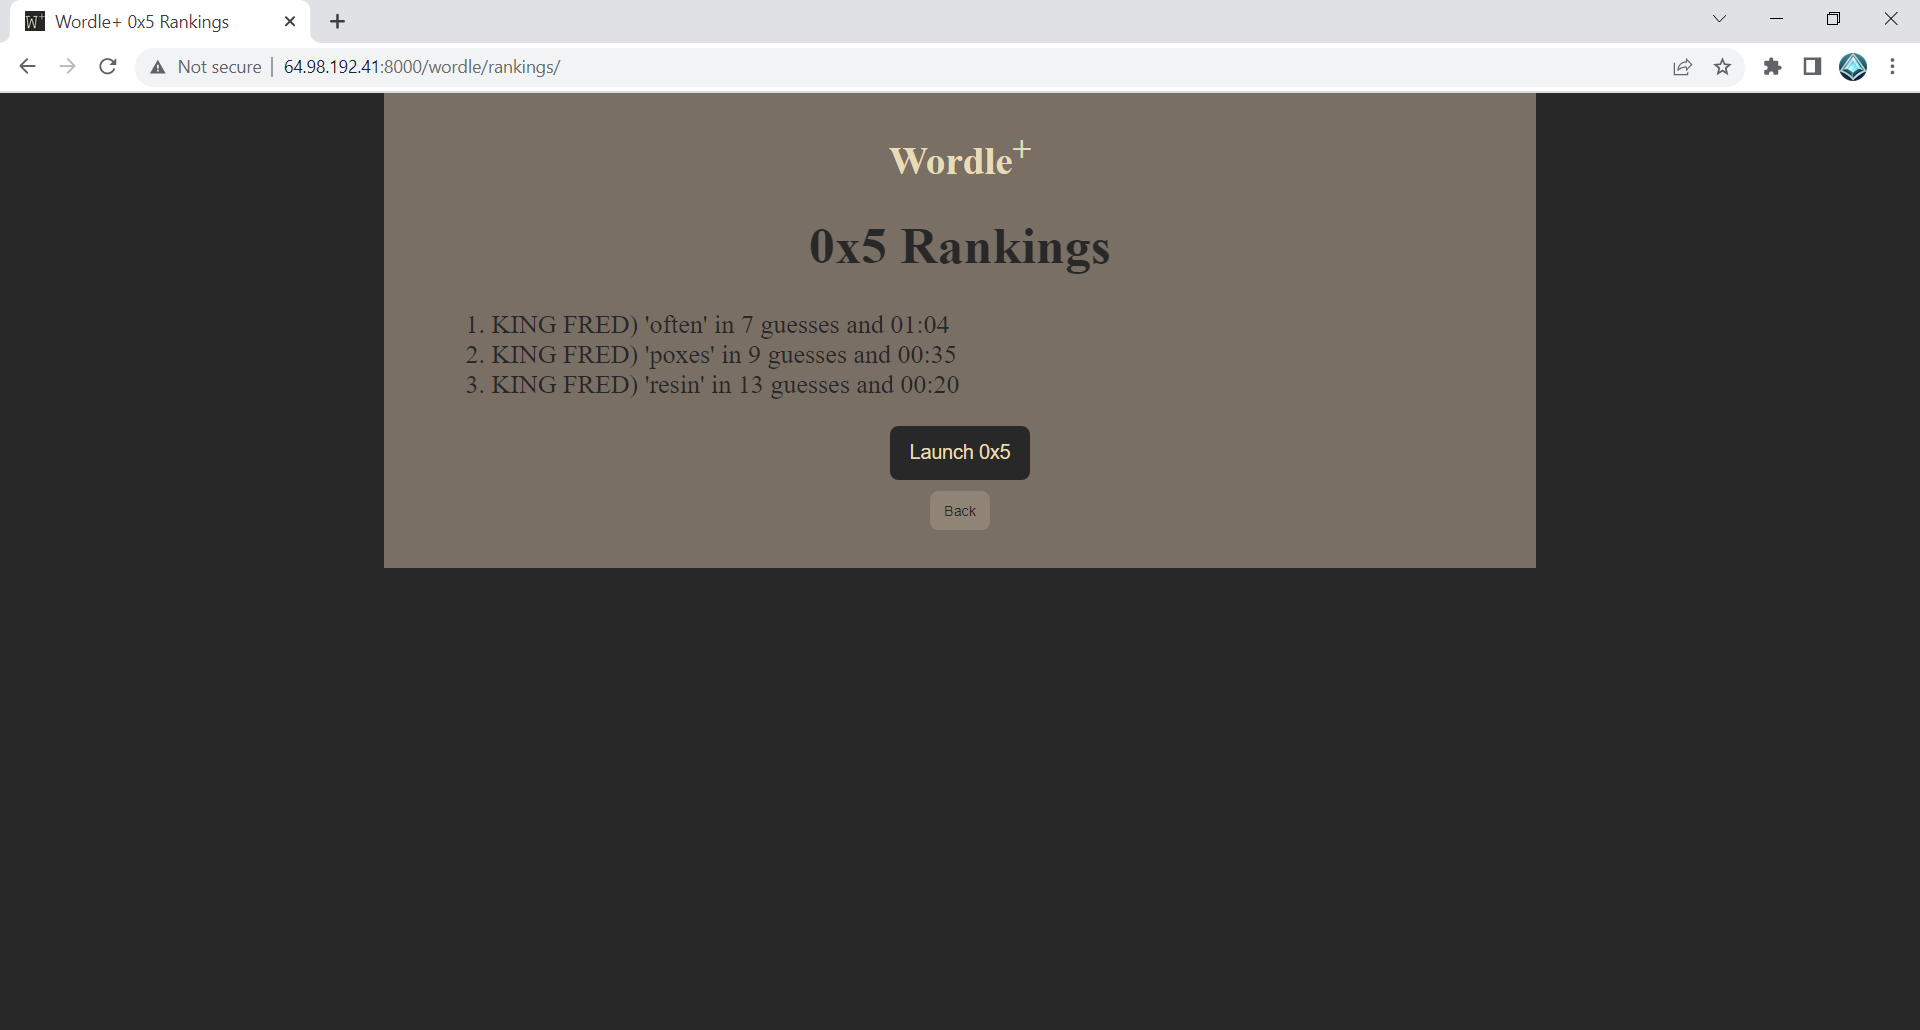 Wordle+ 0x5 Rankings
Not secure | 64.98.192.41:8000/wordle/rankings/
Wordle+
0x5 Rankings
1. KING FRED) 'often' in 7 guesses and 01:04
2. KING FRED) 'poxes' in 9 guesses and 00:35
3. KING FRED) 'resin' in 13 guesses and 00:20
Launch 0x5
Back